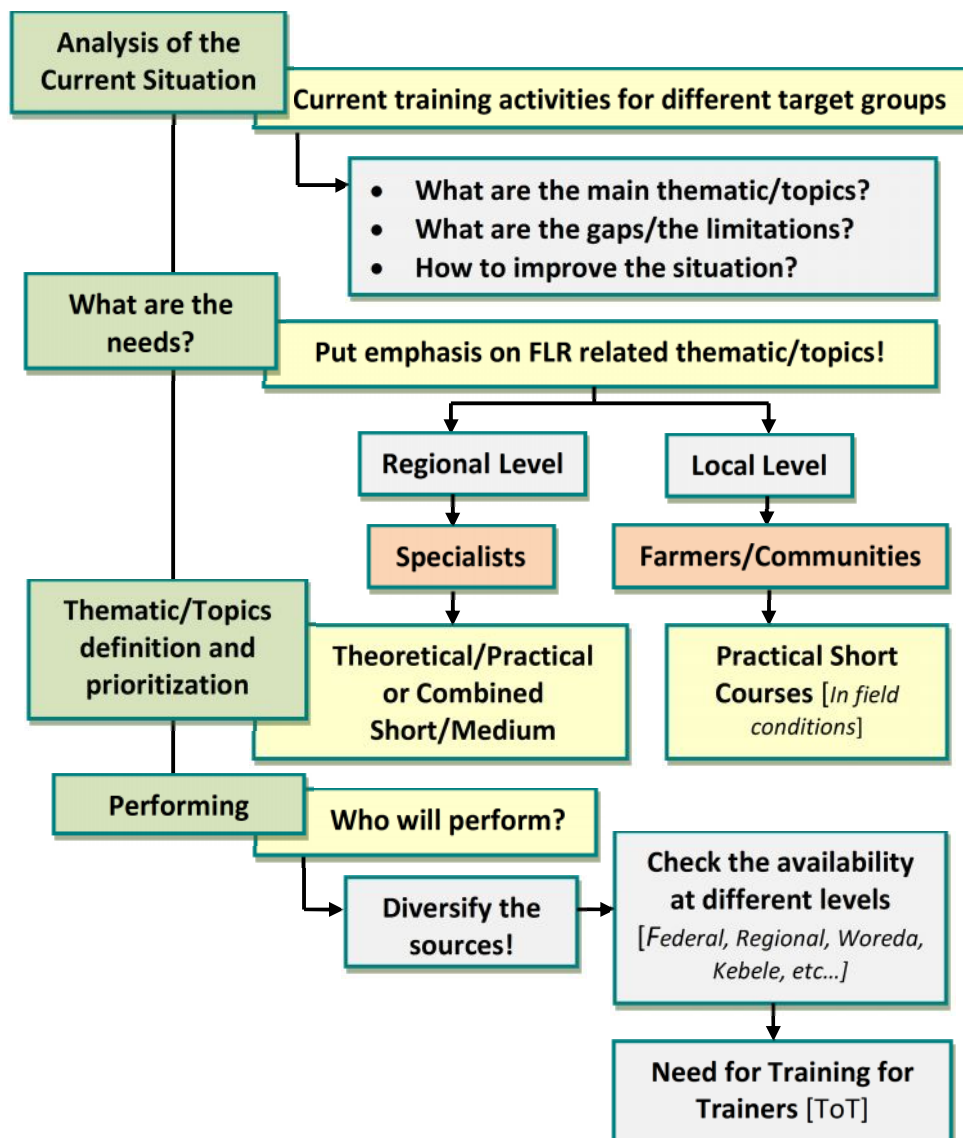 Analysis of the
Current Situation
Current training activities for different target groups
• What are the main thematic/topics?
• What are the gaps/the limitations?
• How to improve the situation?
What are the
needs?
Put emphasis on FLR related thematic/topics!
Regional Level
Local Level
Specialists
Farmers/Communities
Thematic/Topics
definition and
prioritization
Theoretical/Practical
or Combined
Short/Medium
Practical Short
Courses [In field
conditions]
Performing
Who will perform?
Diversify the
sources!
Check the availability
at different levels
[Federal, Regional, Woreda,
Kebele, etc...]
Need for Training for
Trainers [ToT]